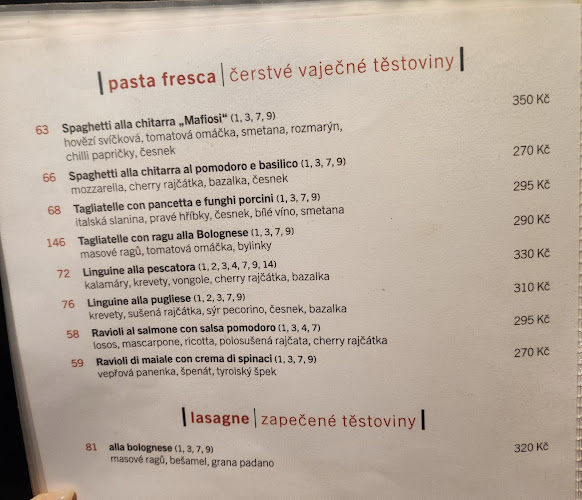 | pasta fresca | čerstvé vaječné těstoviny |
63 Spaghetti alla chitarra „Mafiosi“ (1, 3, 7, 9) 350 Kč
hovězí svíčková, tomatová omáčka, smetana, rozmarýn,
chilli papričky, česnek
66 Spaghetti alla chitarra al pomodoro e basilico (1, 3, 7, 9) 270 Kč
mozzarella, cherry rajčátka, bazalka, česnek
68 Tagliatelle con pancetta e funghi porcini (1, 3, 7, 9) 295 Kč
italská slanina, pravé hříbky, česnek, bílé víno, smetana
146 Tagliatelle con ragu alla Bolognese (1, 3, 7, 9) 290 Kč
masové ragů, tomatová omáčka, bylinky
72 Linguine alla pescatora (1, 2, 3, 4, 7, 9, 14) 330 Kč
kalamáry, krevety, vongole, cherry rajčátka, bazalka
76 Linguine alla pugliese (1, 2, 3, 7, 9) 310 Kč
krevety, sušená rajčátka, sýr pecorino, česnek, bazalka
58 Ravioli al salmone con salsa pomodoro (1, 3, 4, 7) 295 Kč
losos, mascarpone, ricotta, polosušená rajčata, cherry rajčátka
59 Ravioli di maiale con crema di spinaci (1, 3, 7, 9) 270 Kč
vepřová panenka, špenát, tyrolský špek
| lasagne | zapečené těstoviny |
81 alla bolognese (1, 3, 7, 9) 320 Kč
masové ragů, bešamel, grana padano